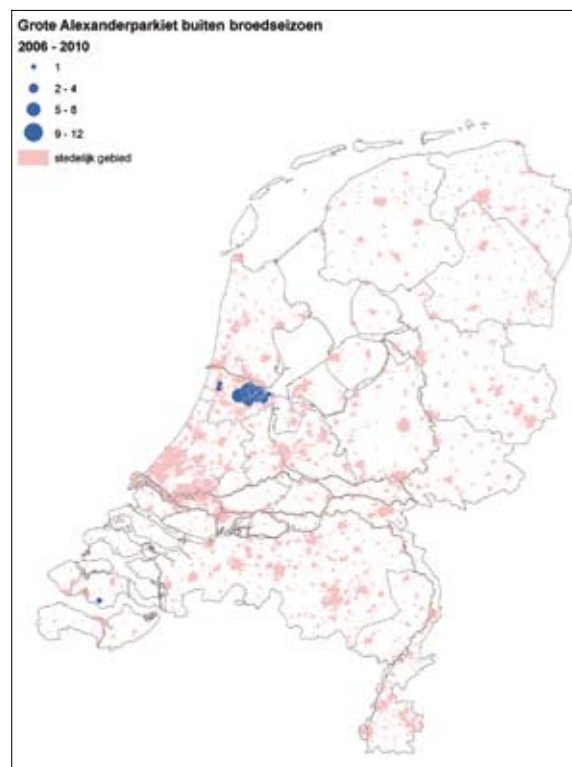 Grote Alexanderparkiet buiten broedseizoen
2006 - 2010
1
2 - 4
5 - 8
9 - 12
stedelijk gebied